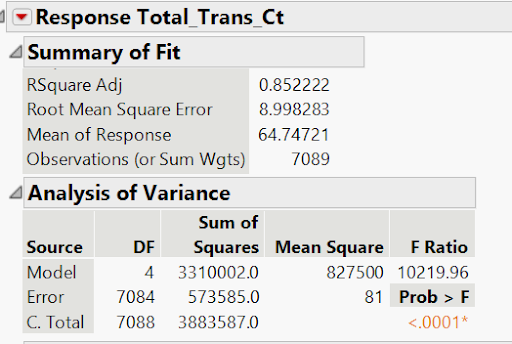 Response Total_Trans_Ct
Summary of Fit
RSquare Adj 0.852222
Root Mean Square Error 8.998283
Mean of Response 64.74721
Observations (or Sum Wgts) 7089
Analysis of Variance
Sum of
Source DF Squares Mean Square F Ratio
Model 4 3310002.0 827500 10219.96
Error 7084 573585.0 81 Prob > F
C. Total 7088 3883587.0 <.0001*